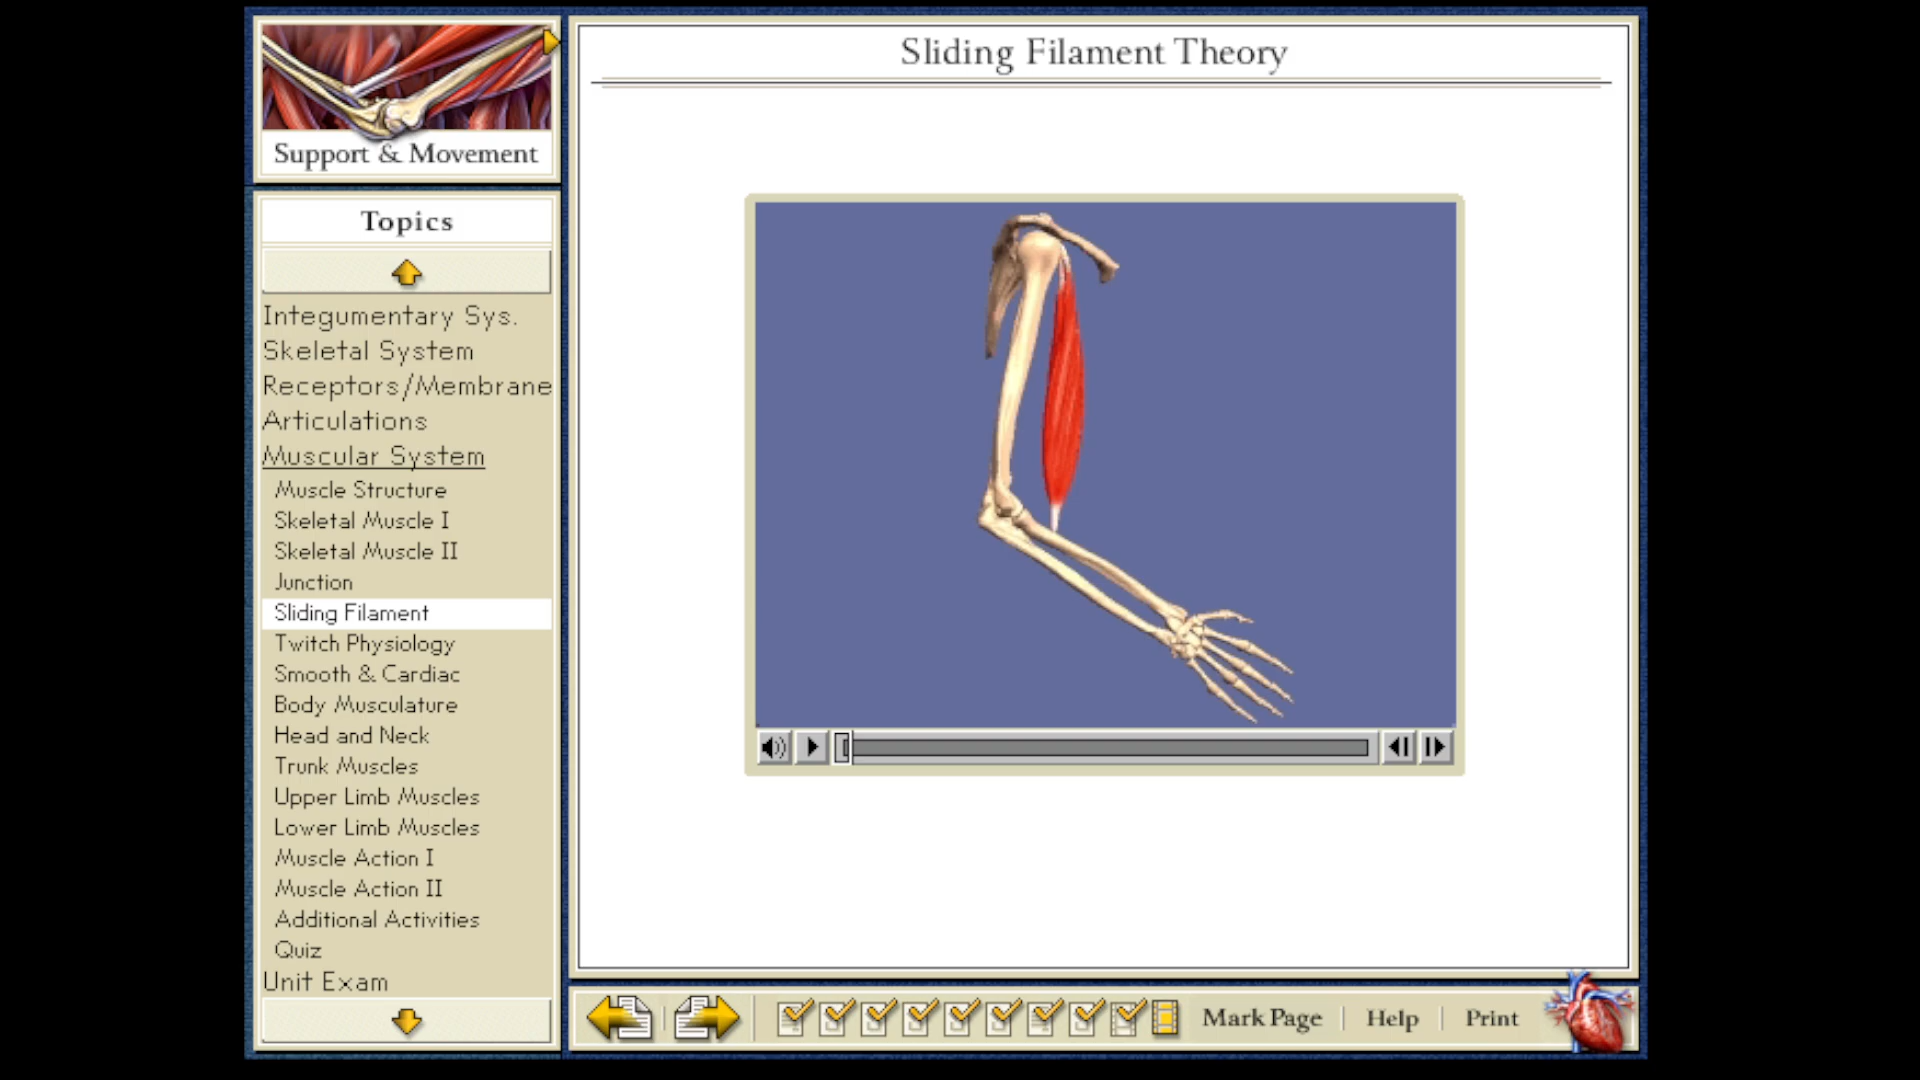 Support & Movement
Topics
Integumentary Sys.
Skeletal System
Receptors/Membrane
Articulations
Muscular System
Muscle Structure
Skeletal Muscle I
Skeletal Muscle II
Junction
Sliding Filament
Twitch Physiology
Smooth & Cardiac
Body Musculature
Head and Neck
Trunk Muscles
Upper Limb Muscles
Lower Limb Muscles
Muscle Action I
Muscle Action II
Additional Activities
Quiz
Unit Exam
Sliding Filament Theory
Mark Page
Help
Print